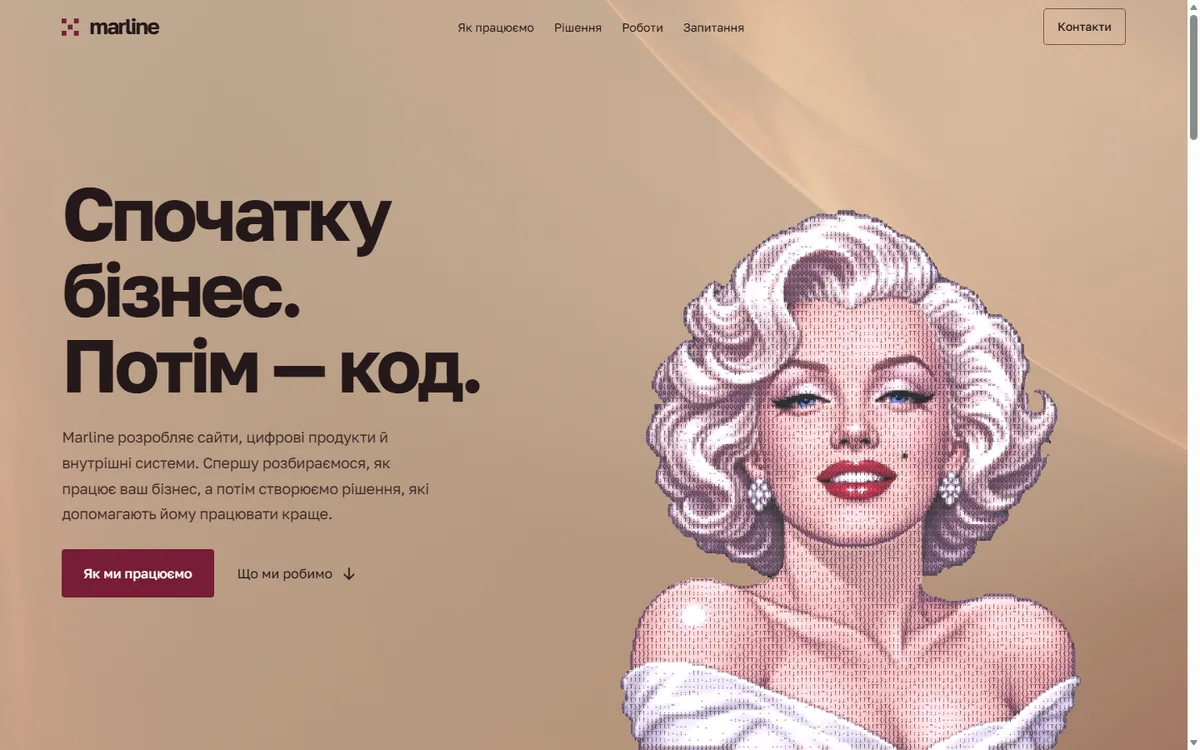 marline
Як працюємо Рішення Роботи Запитання
Контакти
Спочатку
бізнес.
Потім — код.
Marline розробляє сайти, цифрові продукти й
внутрішні системи. Спершу розбираємося, як
працює ваш бізнес, а потім створюємо рішення, які
допомагають йому працювати краще.
Як ми працюємо
Що ми робимо ↓